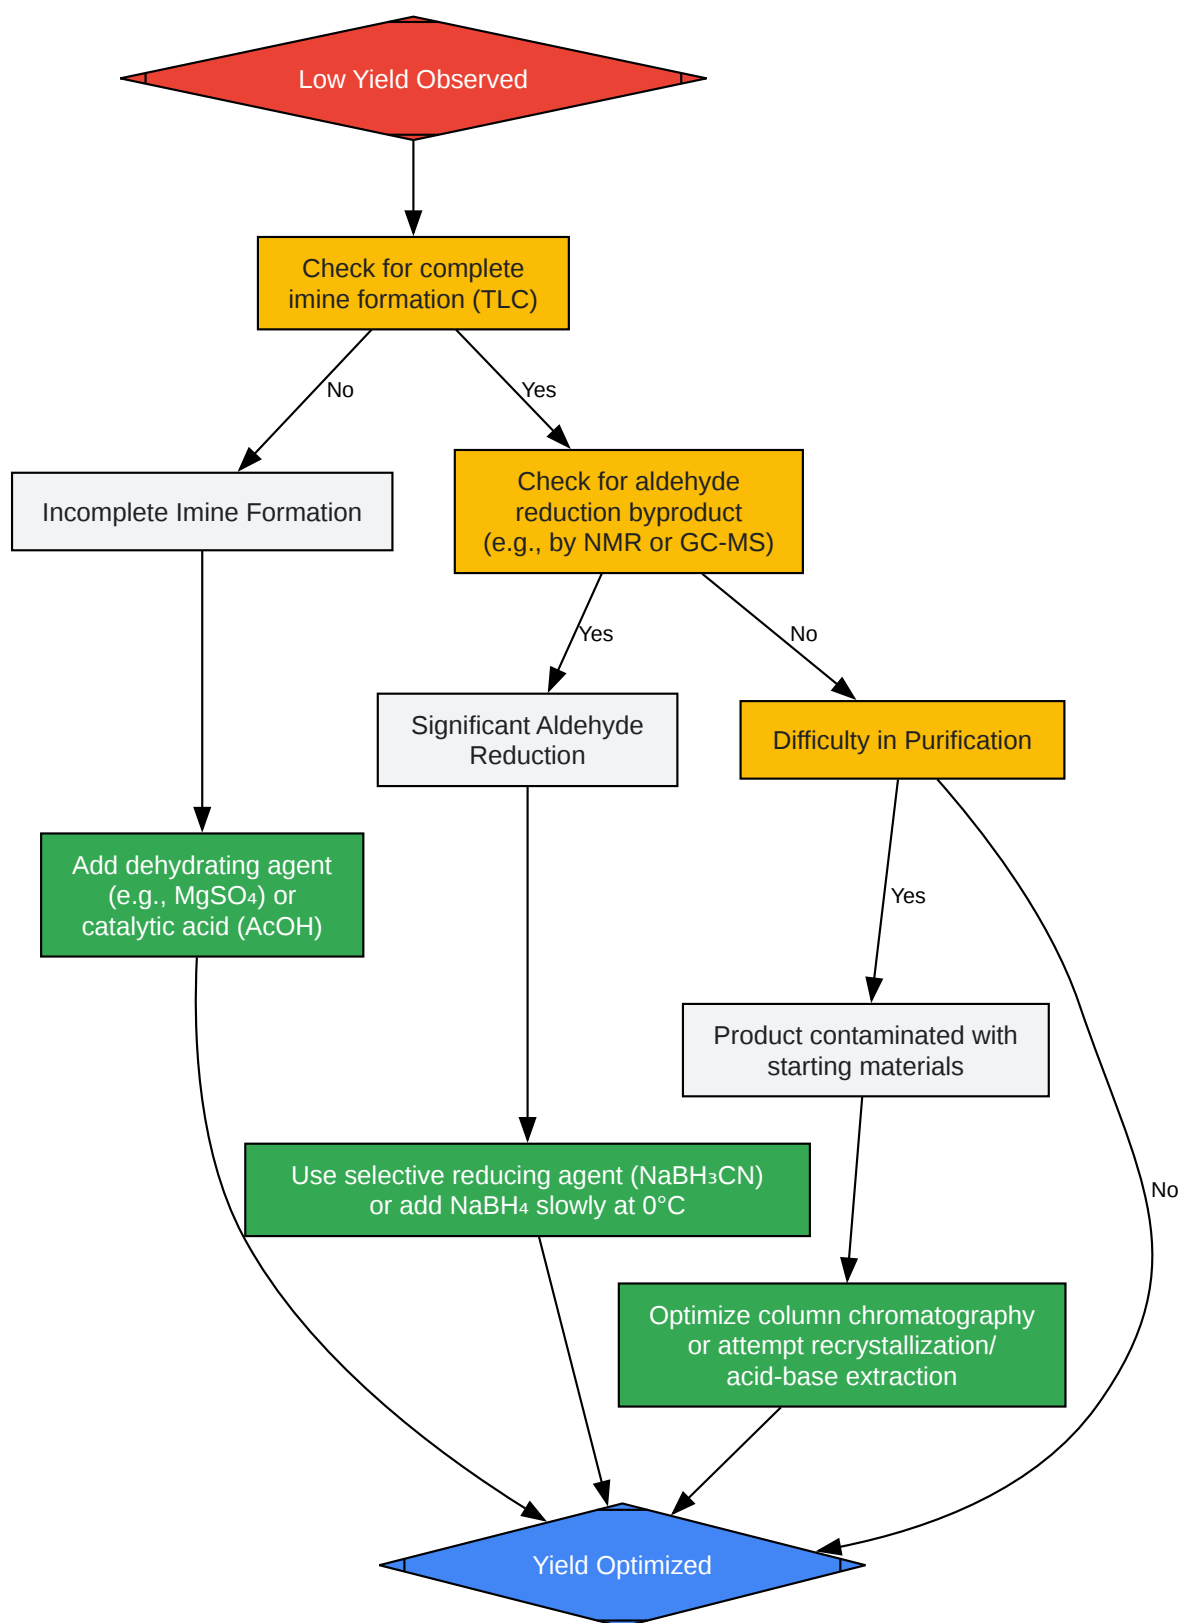 Low Yield Observed
Check for complete
imine formation (TLC)
No
Yes
Incomplete Imine Formation
Check for aldehyde
reduction byproduct
(e.g., by NMR or GC-MS)
Yes
No
Significant Aldehyde
Reduction
Difficulty in Purification
Add dehydrating agent
(e.g., MgSO₄) or
catalytic acid (AcOH)
Yes
Product contaminated with
starting materials
Use selective reducing agent (NaBH₃CN)
or add NaBH₄ slowly at 0°C
No
Optimize column chromatography
or attempt recrystallization/
acid-base extraction
Yield Optimized